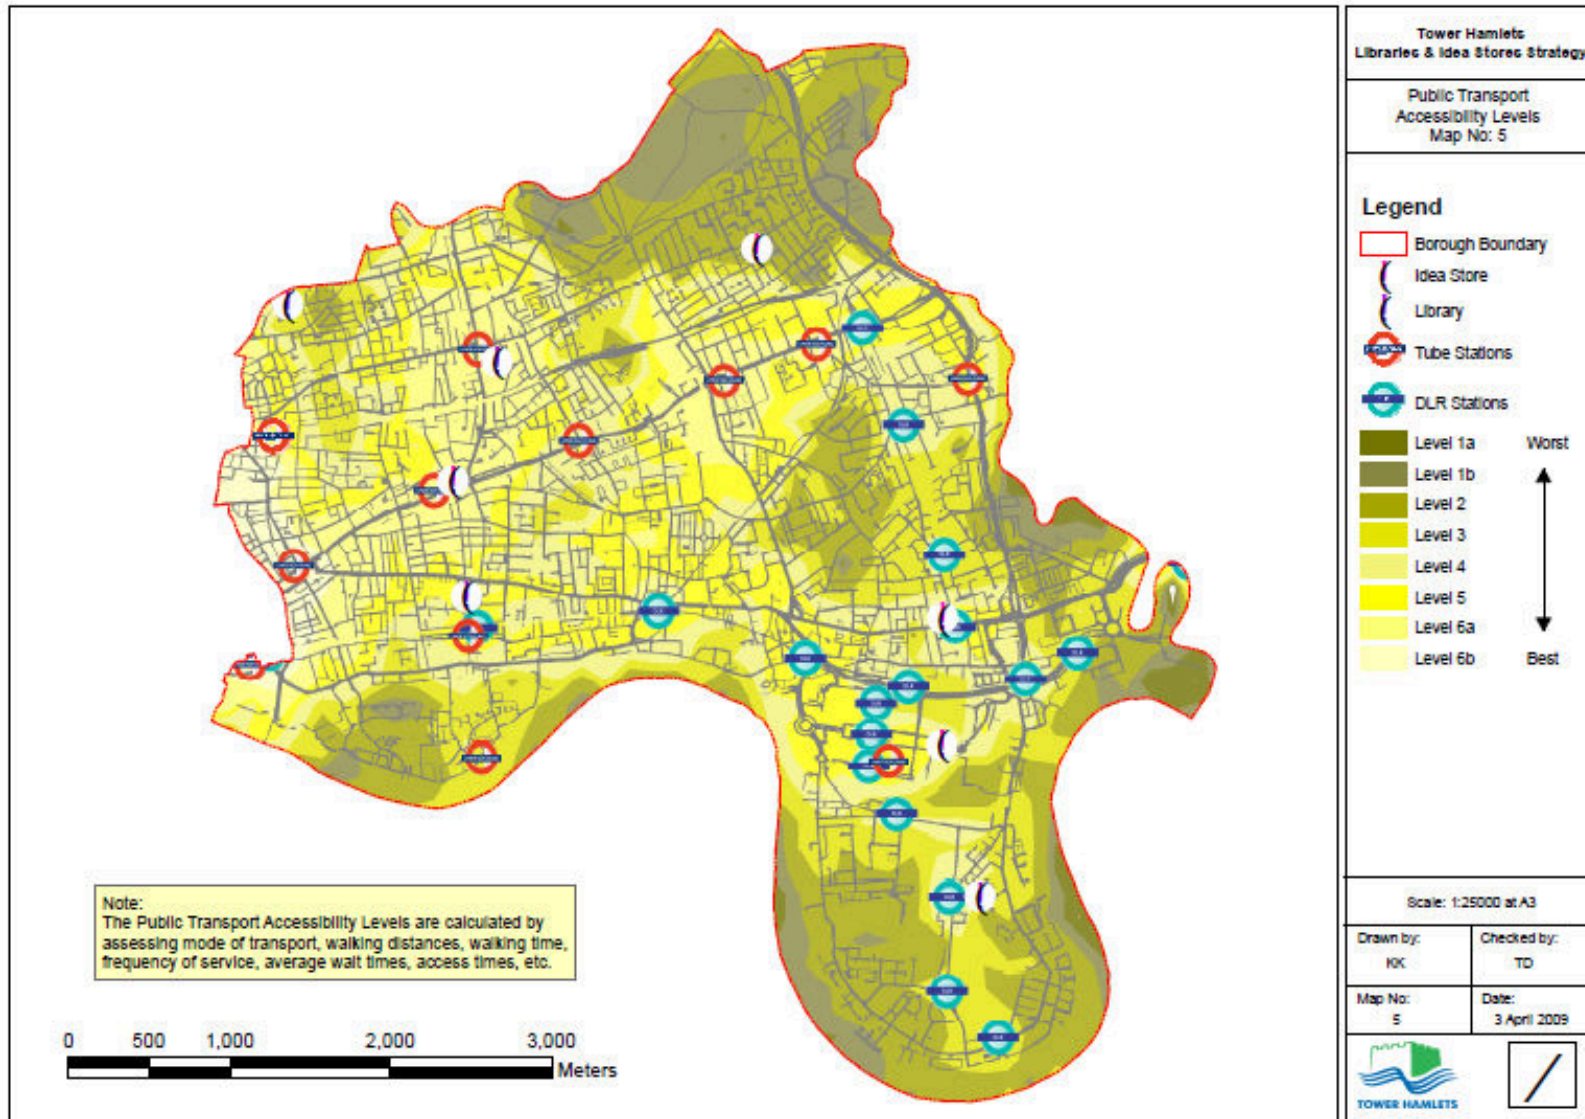 Tower Hamlets
Libraries & Idea Stores Strategy
Public Transport
Accessibility Levels
Map No: 5
Legend
Borough Boundary
Idea Store
Library
Tube Stations
DLR Stations
Level 1a Worst
Level 1b
Level 2
Level 3
Level 4
Level 5
Level 6a
Level 6b Best
Note:
The Public Transport Accessibility Levels are calculated by
assessing mode of transport, walking distances, walking time,
frequency of service, average wait times, access times, etc.
0 500 1,000 2,000 3,000
Meters
Scale: 1:25000 at A3
Drawn by:
KK
Checked by:
TD
Map No:
5
Date:
3 April 2009
TOWER HAMLETS